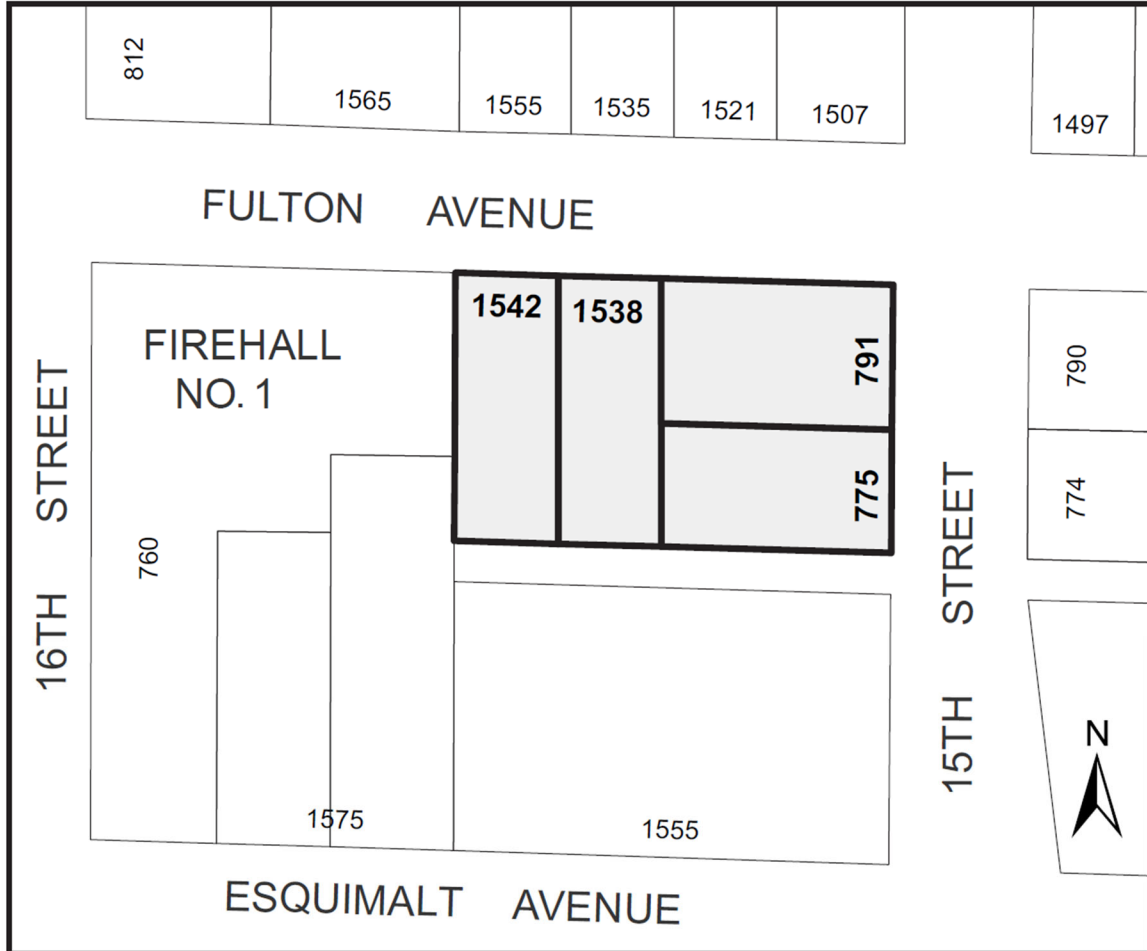 812
1565
1555
1535
1521
1507
1497
FULTON AVENUE
1542
1538
791
775
FIREHALL
NO. 1
790
774
16TH STREET
760
15TH STREET
N
1575
1555
ESQUIMALT AVENUE